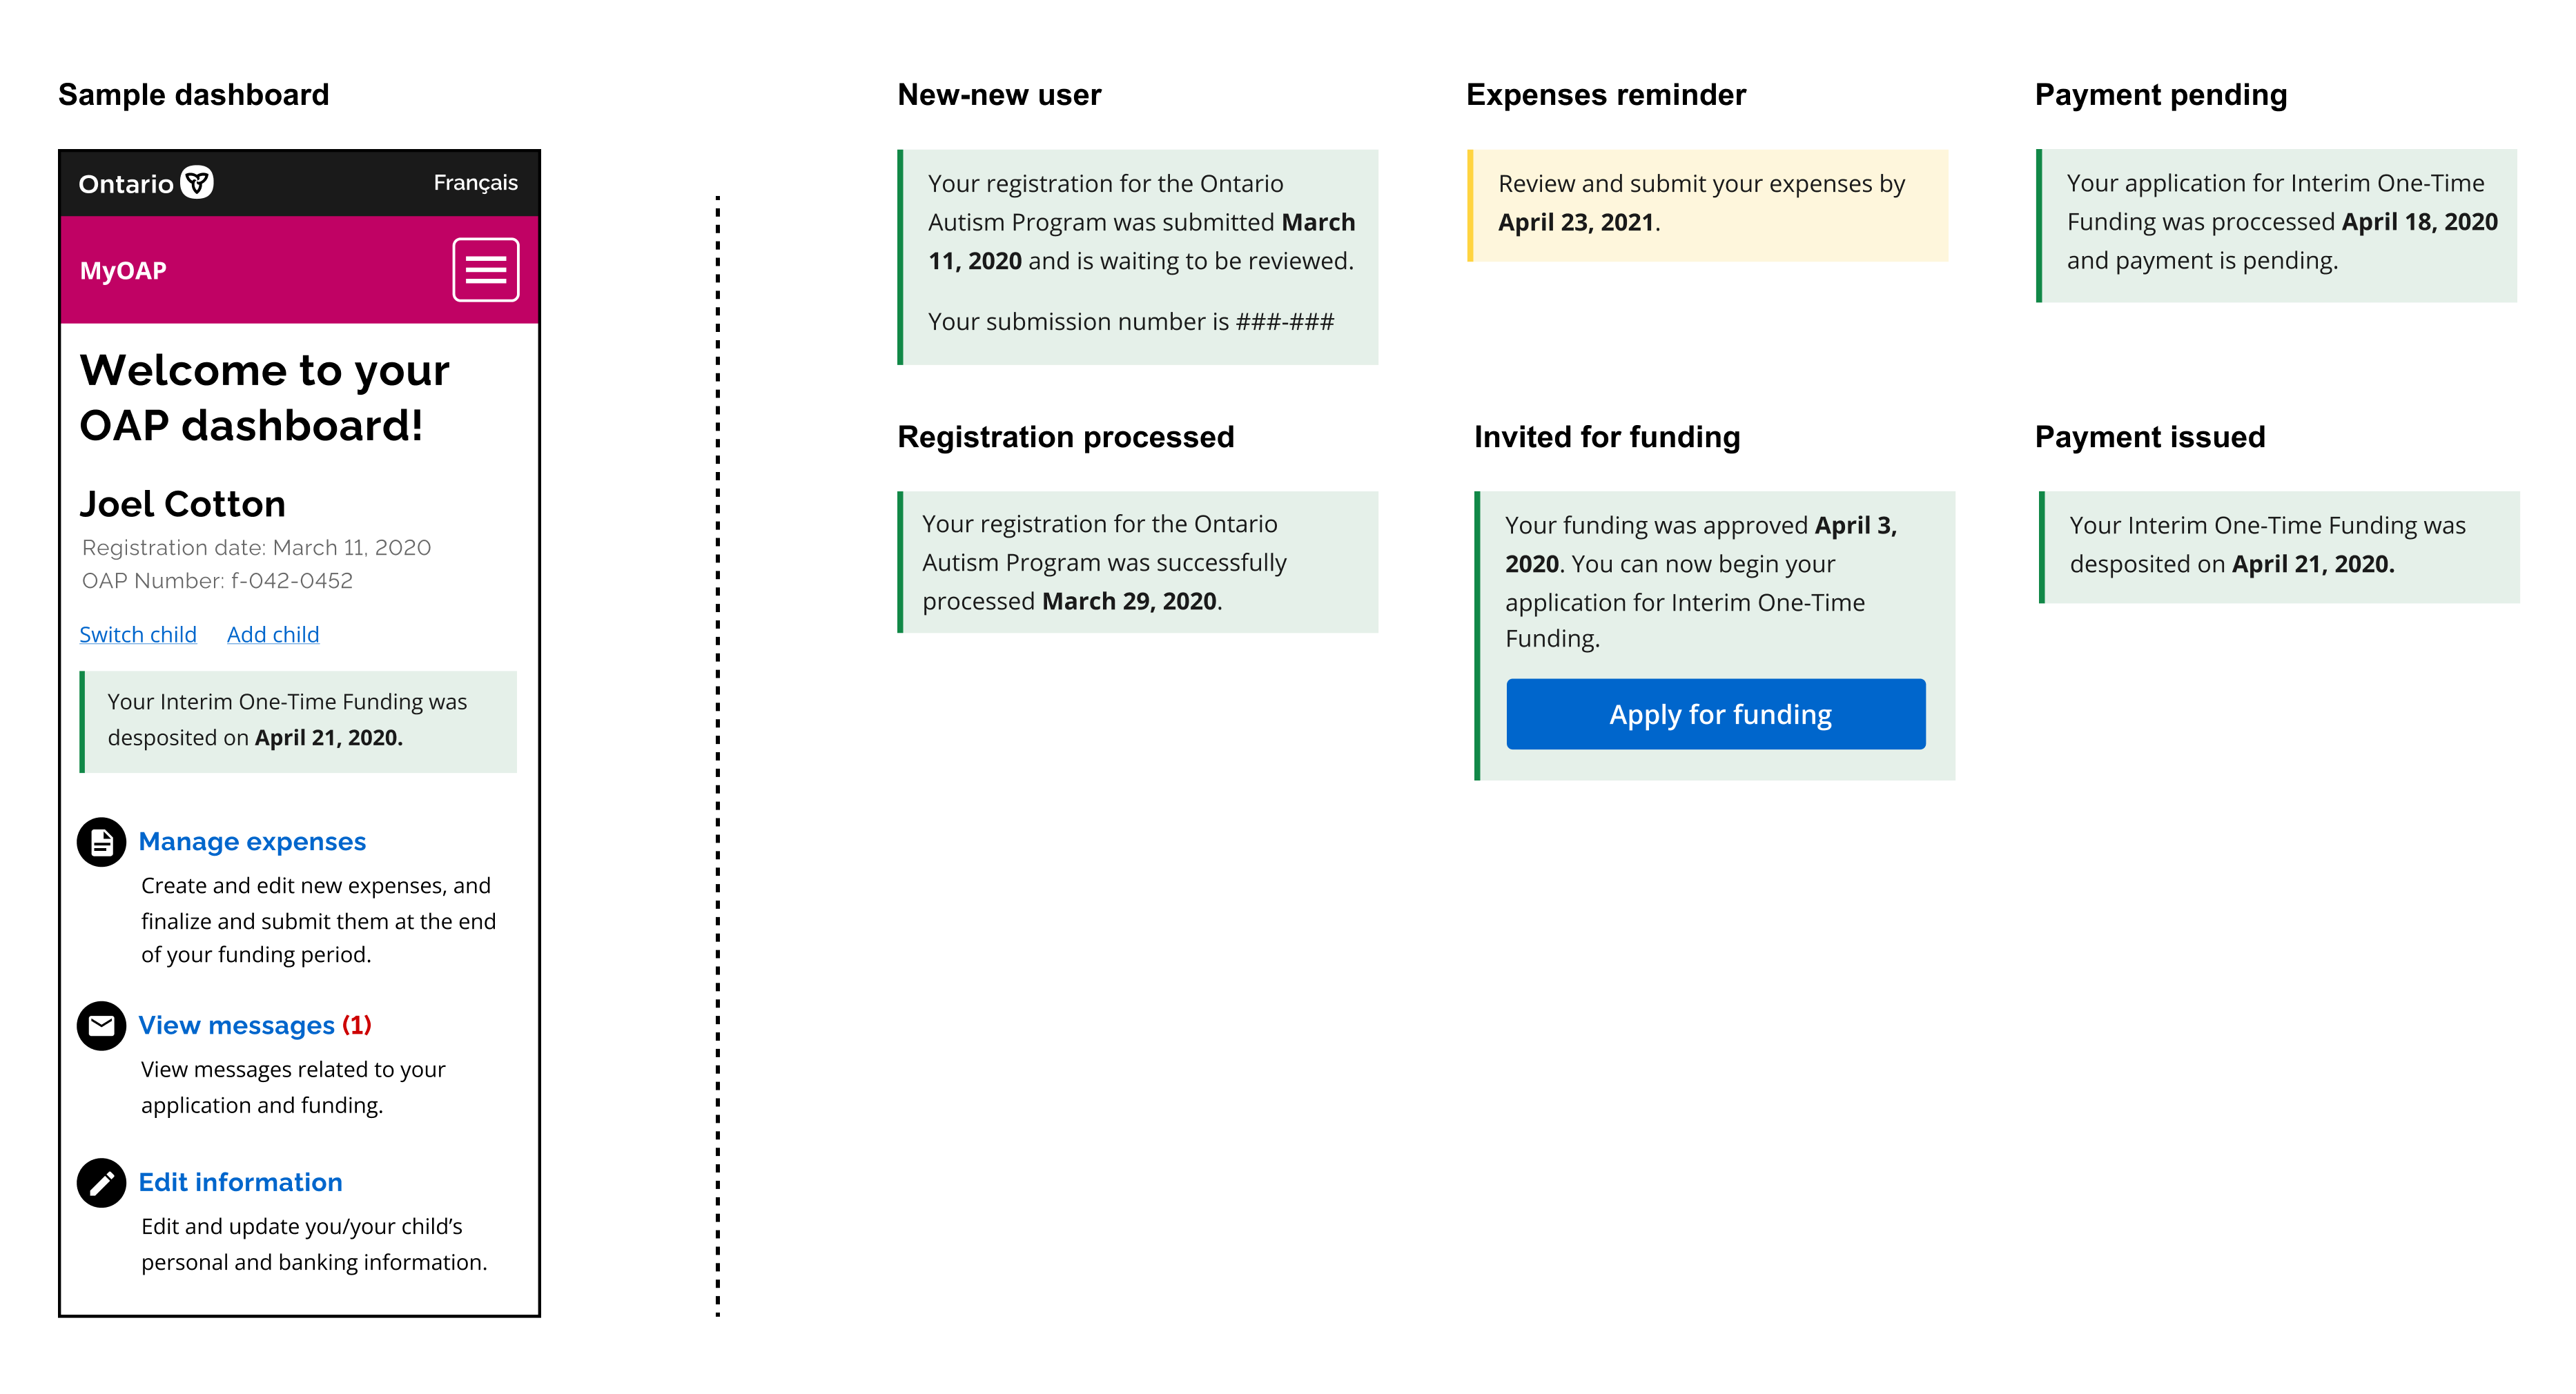 Sample dashboard
Ontario
Français
MyOAP
Welcome to your
OAP dashboard!
Joel Cotton
Registration date: March 11, 2020
OAP Number: f-042-0452
Switch child
Add child
Your Interim One-Time Funding was
desposited on April 21, 2020.
Manage expenses
Create and edit new expenses, and
finalize and submit them at the end
of your funding period.
View messages (1)
View messages related to your
application and funding.
Edit information
Edit and update you/your child’s
personal and banking information.
New-new user
Your registration for the Ontario
Autism Program was submitted March
11, 2020 and is waiting to be reviewed.
Your submission number is ###-###
Expenses reminder
Review and submit your expenses by
April 23, 2021.
Payment pending
Your application for Interim One-Time
Funding was proccessed April 18, 2020
and payment is pending.
Registration processed
Your registration for the Ontario
Autism Program was successfully
processed March 29, 2020.
Invited for funding
Your funding was approved April 3,
2020. You can now begin your
application for Interim One-Time
Funding.
Apply for funding
Payment issued
Your Interim One-Time Funding was
desposited on April 21, 2020.